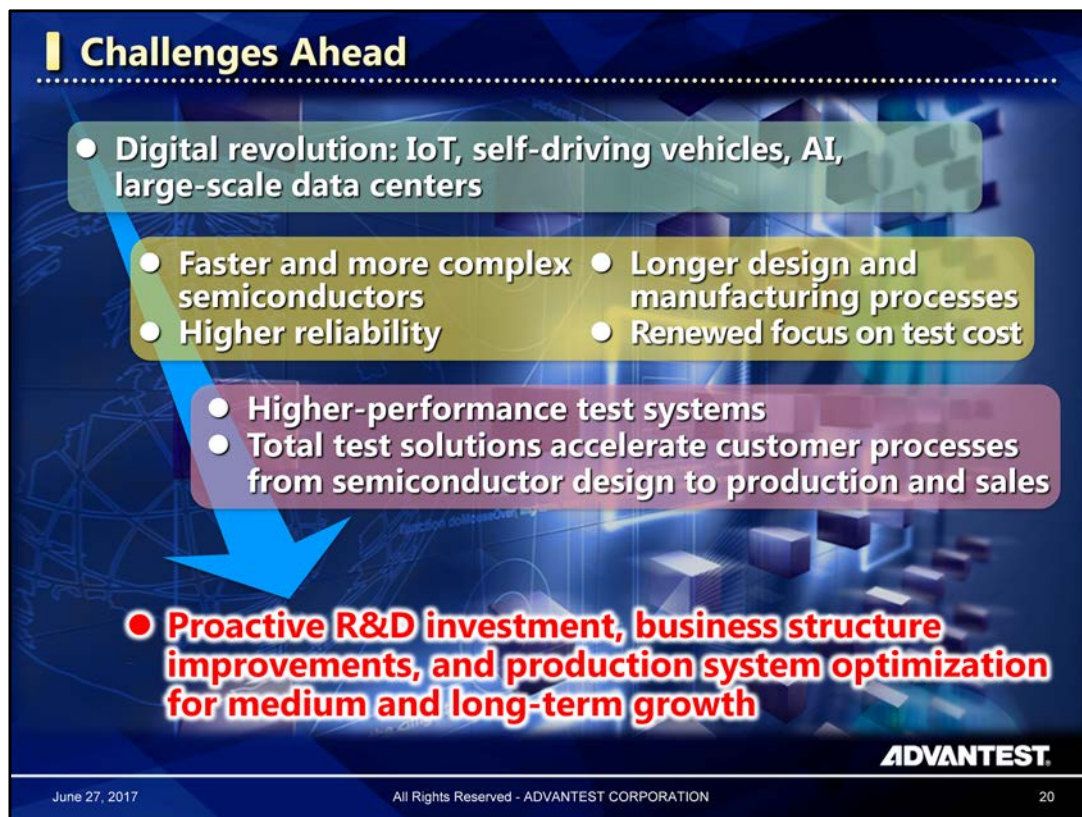 Challenges Ahead
● Digital revolution: IoT, self-driving vehicles, AI,
large-scale data centers
● Faster and more complex
semiconductors
● Higher reliability
● Longer design and
manufacturing processes
● Renewed focus on test cost
● Higher-performance test systems
● Total test solutions accelerate customer processes
from semiconductor design to production and sales
● Proactive R&D investment, business structure
improvements, and production system optimization
for medium and long-term growth
ADVANTEST.
June 27, 2017
All Rights Reserved - ADVANTEST CORPORATION
20